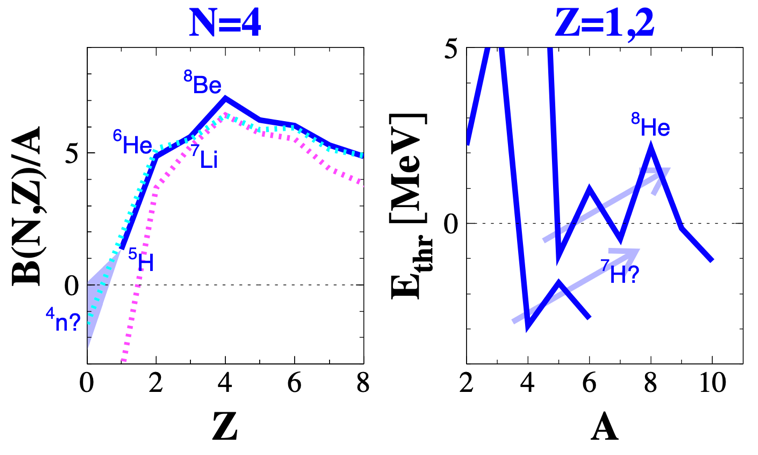 N=4
B(N,Z)/A
5
0
⁸Be
⁶He
⁷Li
⁵H
⁴n?
0
2
4
6
8
Z
Z=1,2
E_thr [MeV]
5
0
⁸He
⁷H?
2
4
6
8
10
A